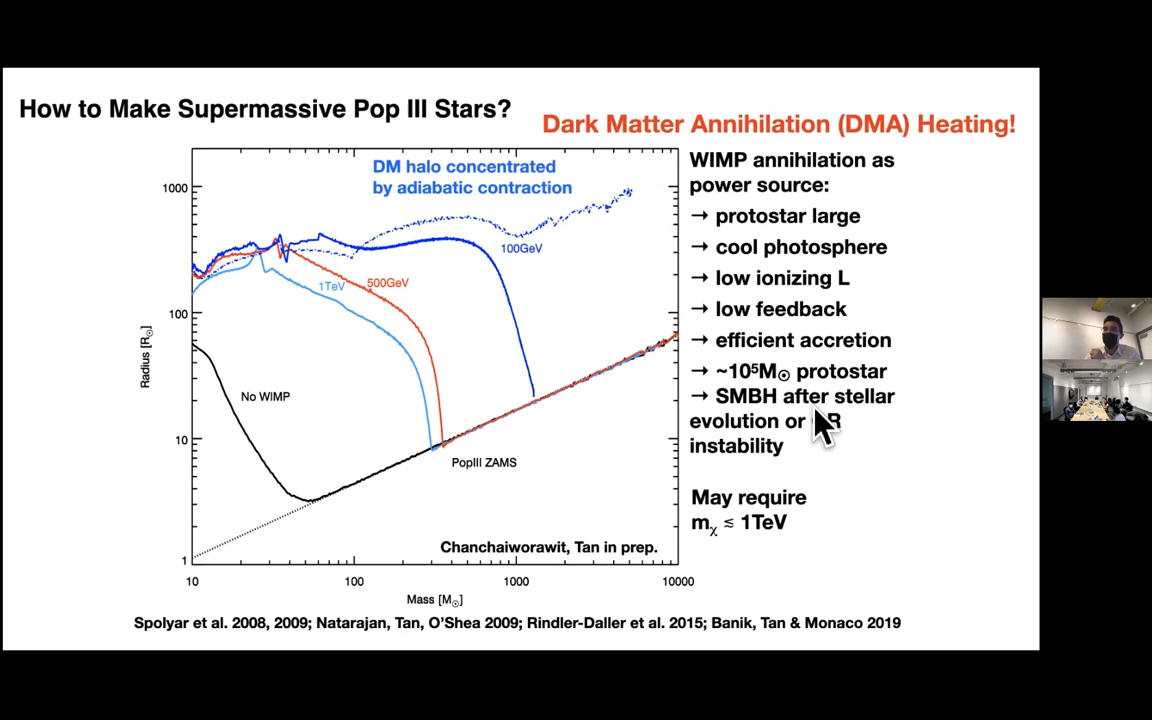 How to Make Supermassive Pop III Stars?
Dark Matter Annihilation (DMA) Heating!
DM halo concentrated
by adiabatic contraction
1000
100
10
1
Radius [R☉]
100GeV
500GeV
1TeV
No WIMP
PopIII ZAMS
Chanchaiworawit, Tan in prep.
10
100
1000
10000
Mass [M☉]
WIMP annihilation as
power source:
→ protostar large
→ cool photosphere
→ low ionizing L
→ low feedback
→ efficient accretion
→ ~10⁵M☉ protostar
→ SMBH after stellar
evolution or
instability
May require
mᵪ ≲ 1TeV
Spolyar et al. 2008, 2009; Natarajan, Tan, O'Shea 2009; Rindler-Daller et al. 2015; Banik, Tan & Monaco 2019